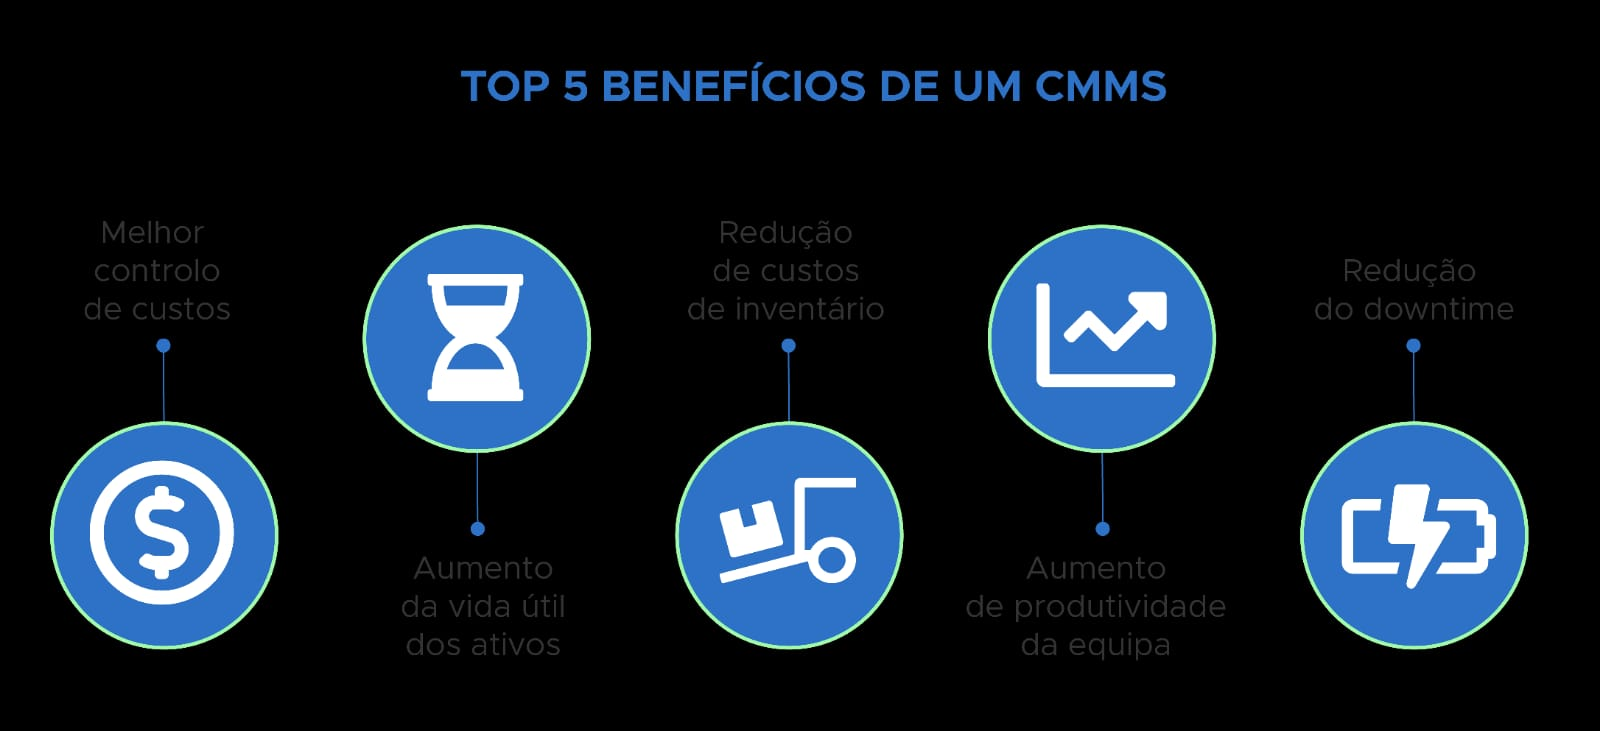 TOP 5 BENEFÍCIOS DE UM CMMS
Melhor
controlo
de custos
Aumento
da vida útil
dos ativos
Redução
de custos
de inventário
Aumento
de produtividade
da equipa
Redução
do downtime